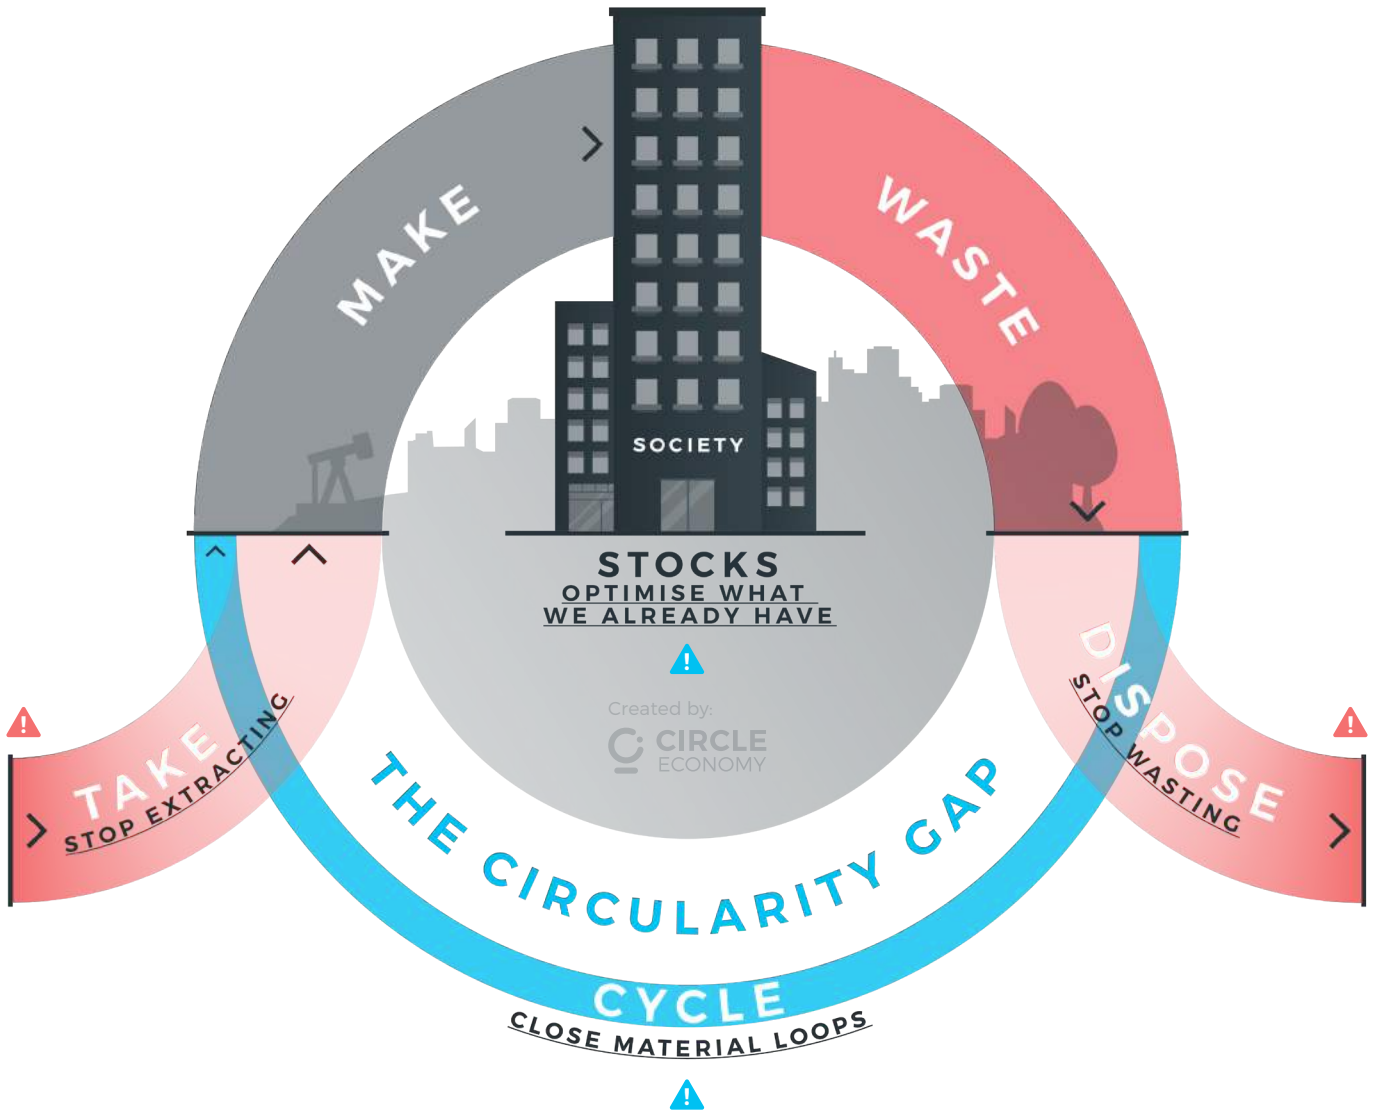 MAKE
WASTE
SOCIETY
STOCKS
OPTIMISE WHAT
WE ALREADY HAVE
!
Created by:
CIRCLE
ECONOMY
!
TAKE
STOP EXTRACTING
!
DISPOSE
STOP WASTING
THE CIRCULARITY GAP
CYCLE
CLOSE MATERIAL LOOPS
!